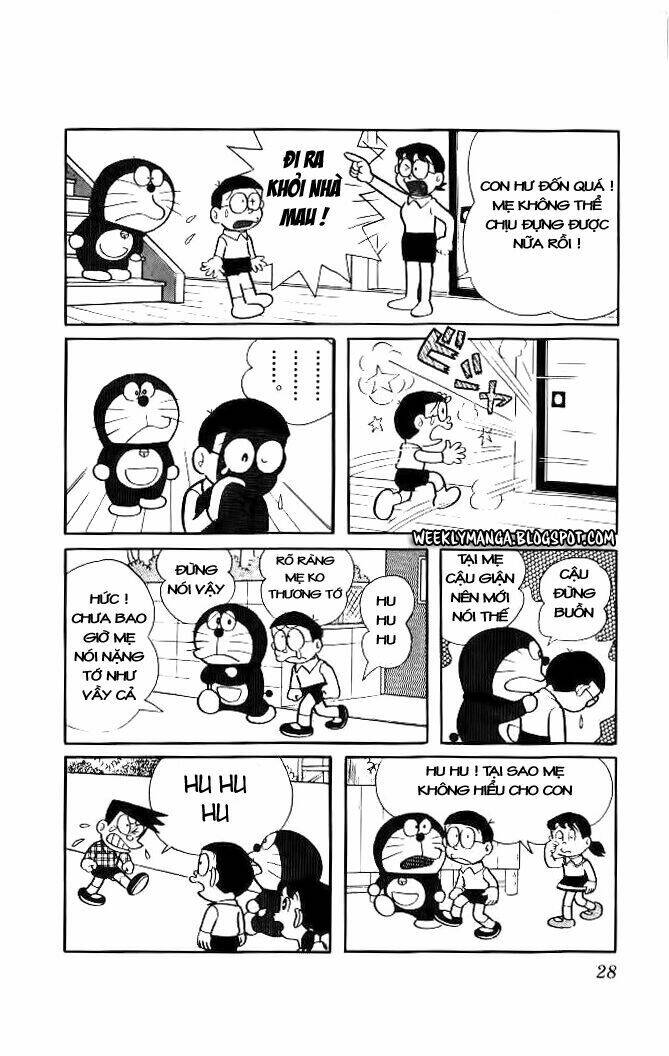 ĐI RA
KHỎI NHÀ
MAU !
CON HƯ ĐỐN QUÁ !
MẸ KHÔNG THỂ
CHỊU ĐỰNG ĐƯỢC
NỮA RỒI !
WEEKLYMANGA.BLOGSPOT.COM
HỨC !
CHƯA BAO
GIỜ MẸ
NÓI NẶNG
TỚ NHƯ
VẦY CẢ
ĐỪNG
NÓI VẬY
RÕ RÀNG
MẸ KO
THƯƠNG TỚ
HU
HU
HU
TẠI MẸ
CẬU GIẬN
NÊN MỚI
NÓI THẾ
CẬU
ĐỪNG
BUỒN
HU HU
HU
HU HU ! TẠI SAO MẸ
KHÔNG HIỂU CHO CON
28